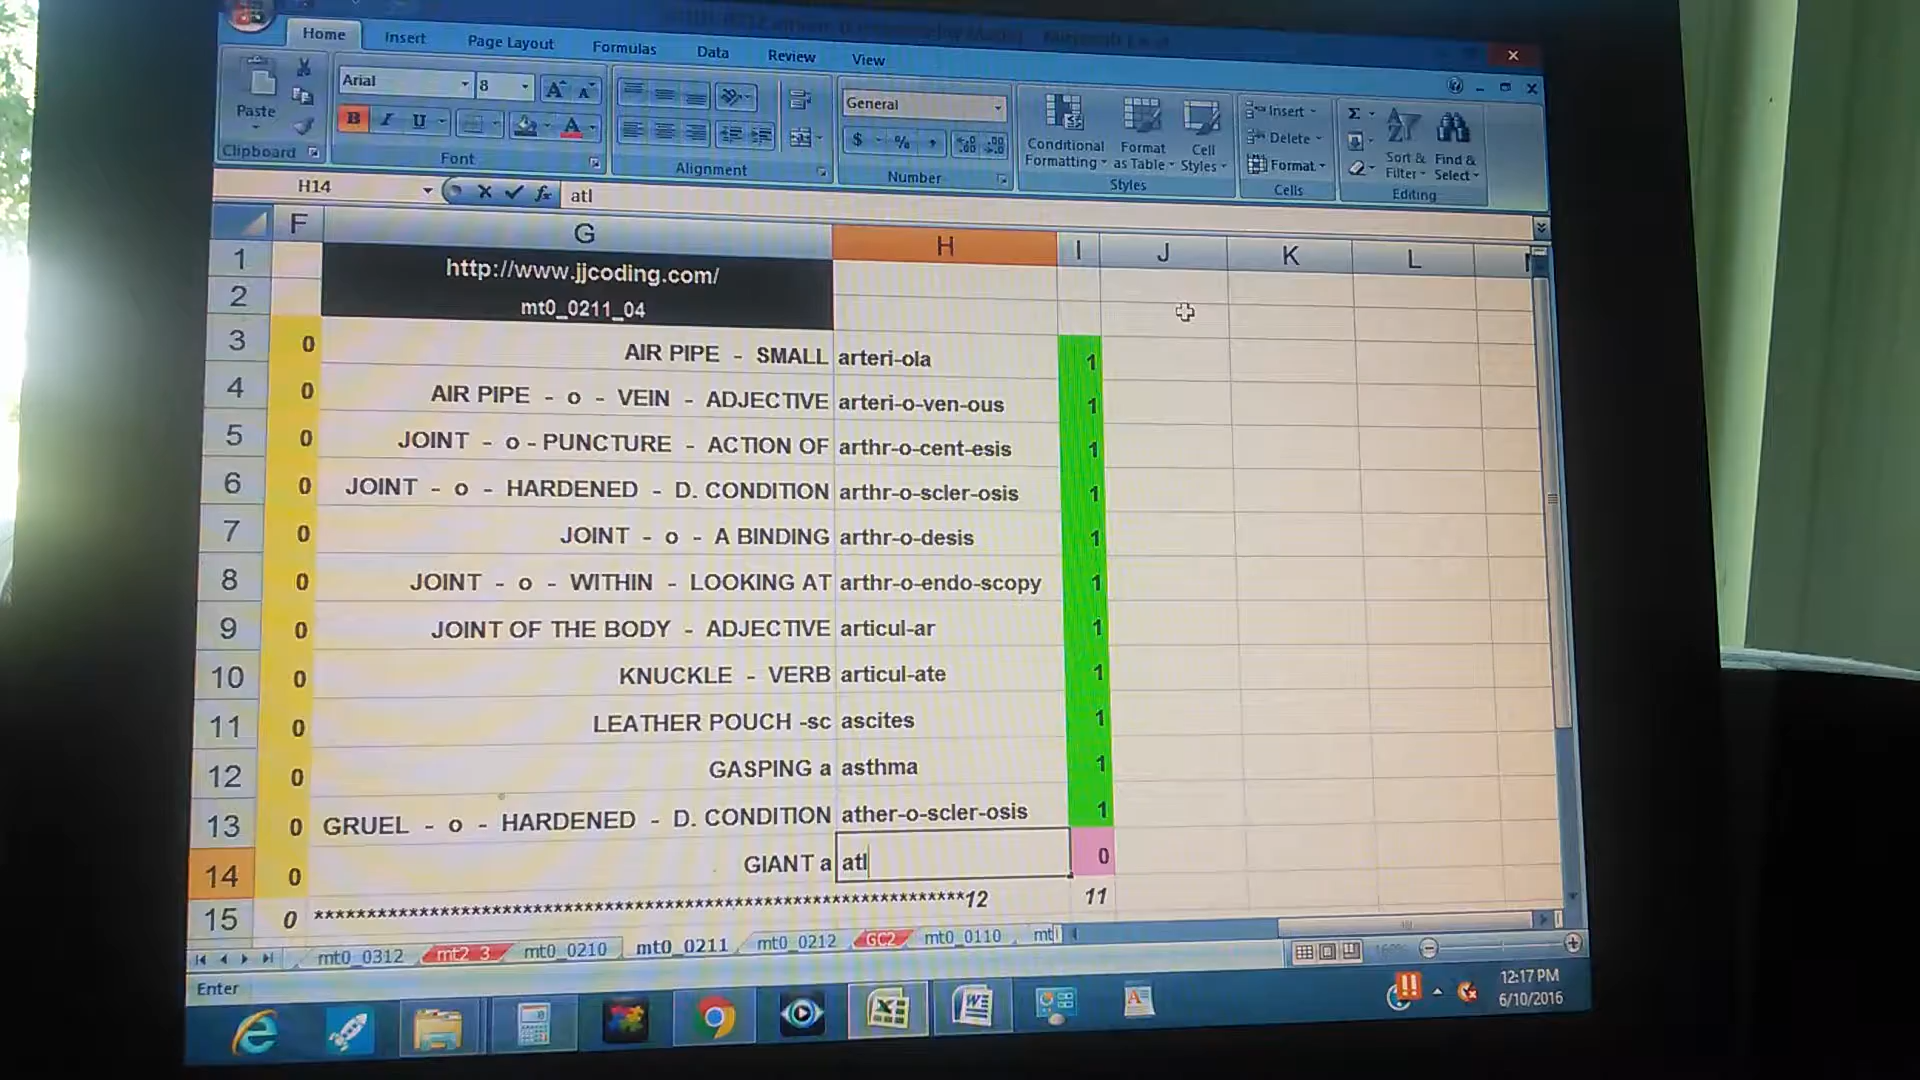 Home Insert Page Layout Formulas Data Review View
Paste
Clipboard
Arial 8
B I U A
Font
Alignment
General
$ % ,
Number
Conditional Formatting
Format as Table
Cell Styles
Styles
Insert
Delete
Format
Cells
Σ
Sort & Filter
Find & Select
Editing
H14 fx atl
F G H I J K L
1 http://www.jjcoding.com/
2 mt0_0211_04
3 0 AIR PIPE - SMALL arteri-ola 1
4 0 AIR PIPE - o - VEIN - ADJECTIVE arteri-o-ven-ous 1
5 0 JOINT - o - PUNCTURE - ACTION OF arthr-o-cent-esis 1
6 0 JOINT - o - HARDENED - D. CONDITION arthr-o-scler-osis 1
7 0 JOINT - o - A BINDING arthr-o-desis 1
8 0 JOINT - o - WITHIN - LOOKING AT arthr-o-endo-scopy 1
9 0 JOINT OF THE BODY - ADJECTIVE articul-ar 1
10 0 KNUCKLE - VERB articul-ate 1
11 0 LEATHER POUCH -sc ascites 1
12 0 GASPING a asthma 1
13 0 GRUEL - o - HARDENED - D. CONDITION ather-o-scler-osis 1
14 0 GIANT a atl 0
15 0 ******************************************************************12 11
mt0_0312 mt2_3 mt0_0210 mt0_0211 mt0_0212 GC2 mt0_0110 mt
Enter
12:17 PM
6/10/2016